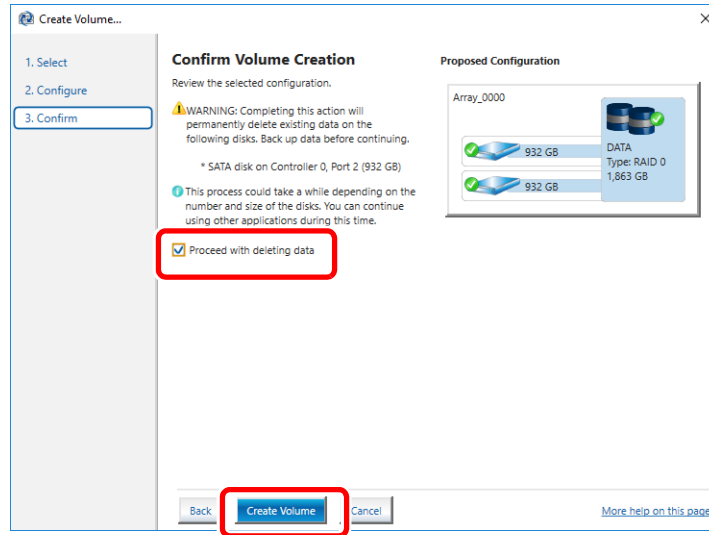 Create Volume...
1. Select
2. Configure
3. Confirm
Confirm Volume Creation
Review the selected configuration.
WARNING: Completing this action will
permanently delete existing data on the
following disks. Back up data before continuing.
* SATA disk on Controller 0, Port 2 (932 GB)
This process could take a while depending on the
number and size of the disks. You can continue
using other applications during this time.
Proceed with deleting data
Proposed Configuration
Array_0000
932 GB
932 GB
DATA
Type: RAID 0
1,863 GB
Back
Create Volume
Cancel
More help on this page